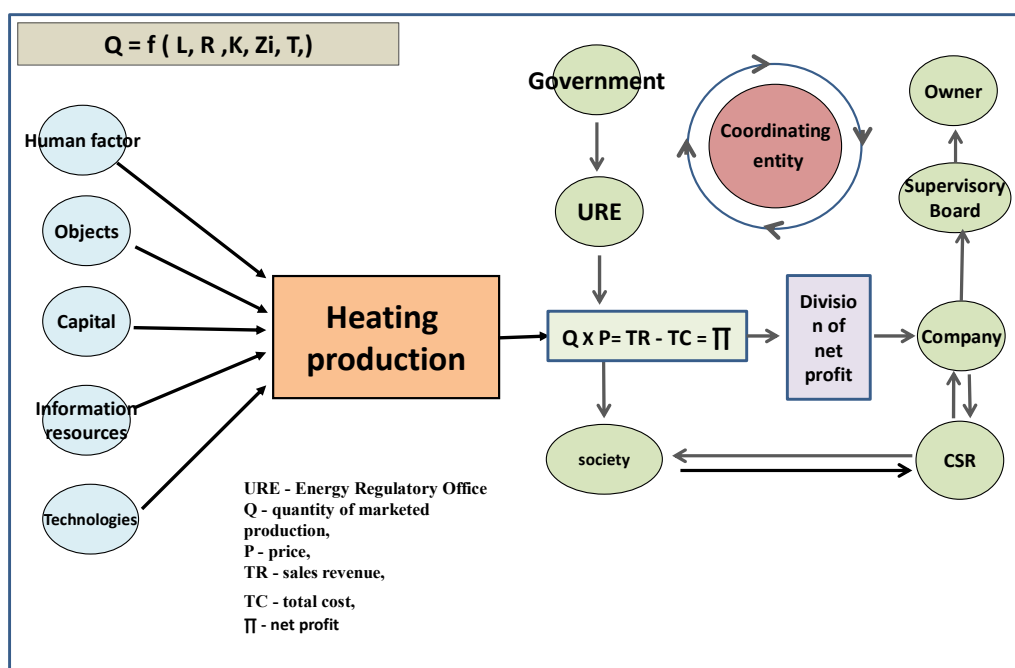 Q = f ( L, R ,K, Zi, T,)
Human factor
Objects
Capital
Information
resources
Technologies
Heating
production
Government
URE
Q x P= TR - TC = ∏
society
Coordinating
entity
Divisio
n of
net
profit
Owner
Supervisory
Board
Company
CSR
URE - Energy Regulatory Office
Q - quantity of marketed
production,
P - price,
TR - sales revenue,
TC - total cost,
∏ - net profit